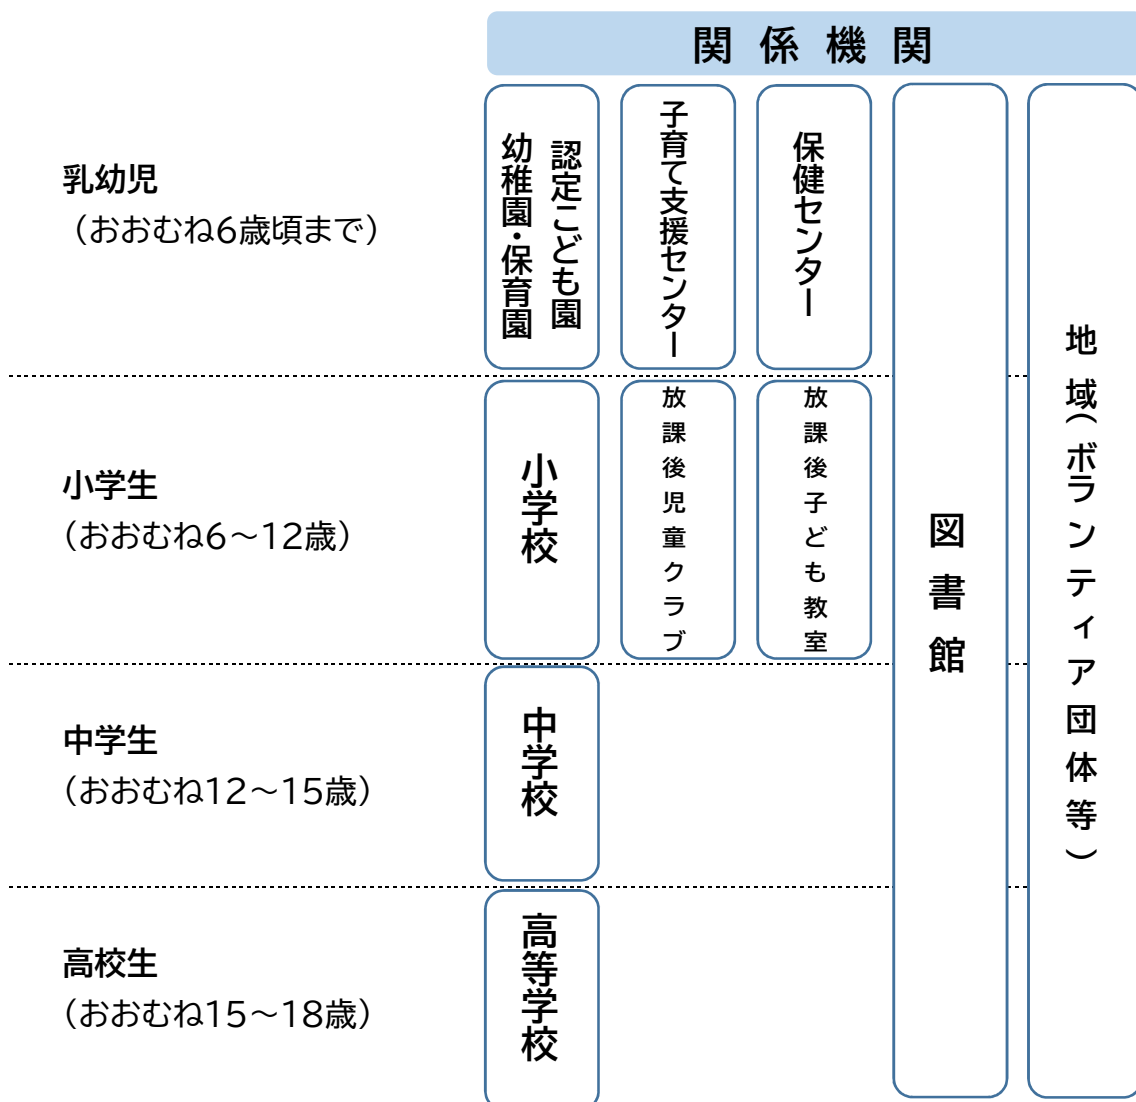 関係機関
乳幼児
（おおむね6歳頃まで）
認定こども園
幼稚園・保育園
子育て支援センター
保健センター
図書館
地域（ボランティア団体等）
小学生
（おおむね6～12歳）
小学校
放課後児童クラブ
放課後子ども教室
中学生
（おおむね12～15歳）
中学校
高校生
（おおむね15～18歳）
高等学校